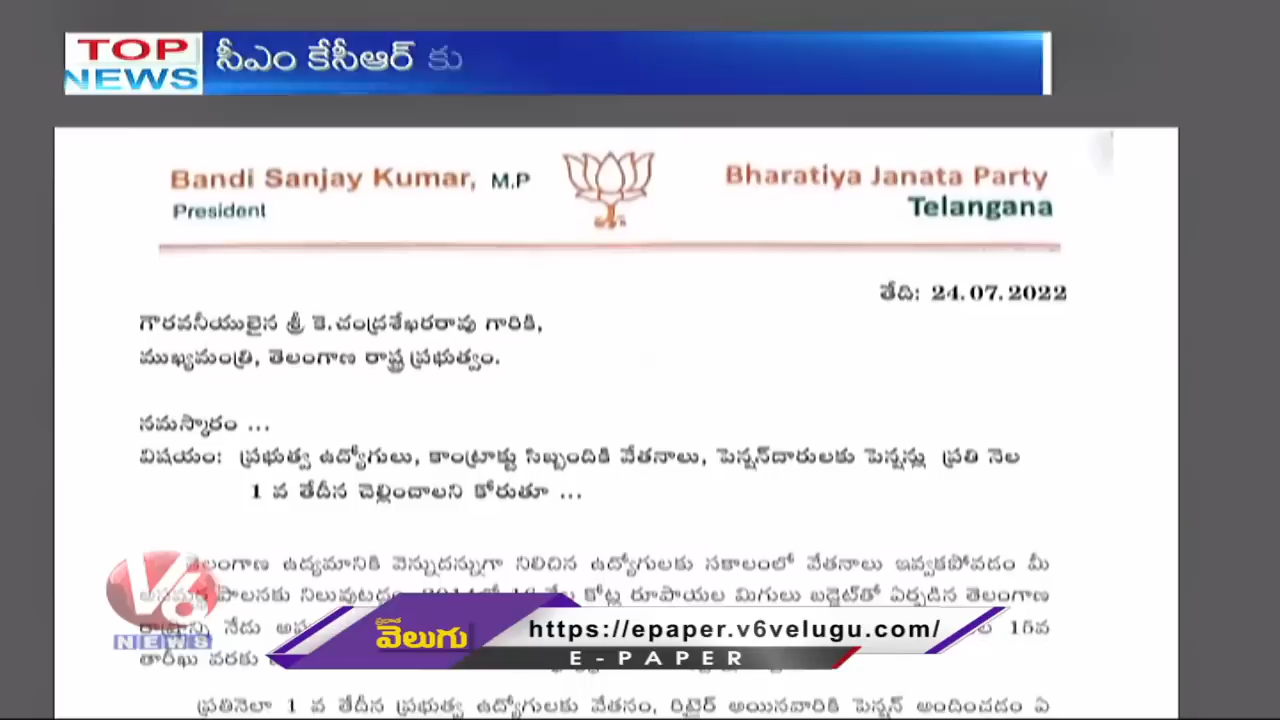 TOP
NEWS
సీఎం కేసీఆర్ కు
Bandi Sanjay Kumar, M.P
President
Bharatiya Janata Party
Telangana
తేది: 24.07.2022
గౌరవనీయులైన శ్రీ కె.చంద్రశేఖరరావు గారికి,
ముఖ్యమంత్రి, తెలంగాణ రాష్ట్ర ప్రభుత్వం.
నమస్కారం ...
విషయం: ప్రభుత్వ ఉద్యోగులు, కాంట్రాక్టు సిబ్బందికి వేతనాలు, పెన్షన్‌దారులకు పెన్షన్లు ప్రతి నెల
1 వ తేదీన చెల్లించాలని కోరుతూ ...
తెలంగాణ ఉద్యమానికి వెన్నుదన్నుగా నిలిచిన ఉద్యోగులకు సకాలంలో వేతనాలు ఇవ్వకపోవడం మీ
అసమర్థ పాలనకు నిలువుటద్దం. కోట్ల రూపాయల మిగులు బడ్జెట్‌తో ఏర్పడిన తెలంగాణ
నేడు 15వ
తారీఖు వరకు
ప్రతినెలా 1 వ తేదీన ప్రభుత్వ ఉద్యోగులకు వేతనం, రిటైర్ అయినవారికి పెన్షన్ అందించడం ఏ
V6
NEWS
ప్రభాత
వెలుగు
https://epaper.v6velugu.com/
E-PAPER